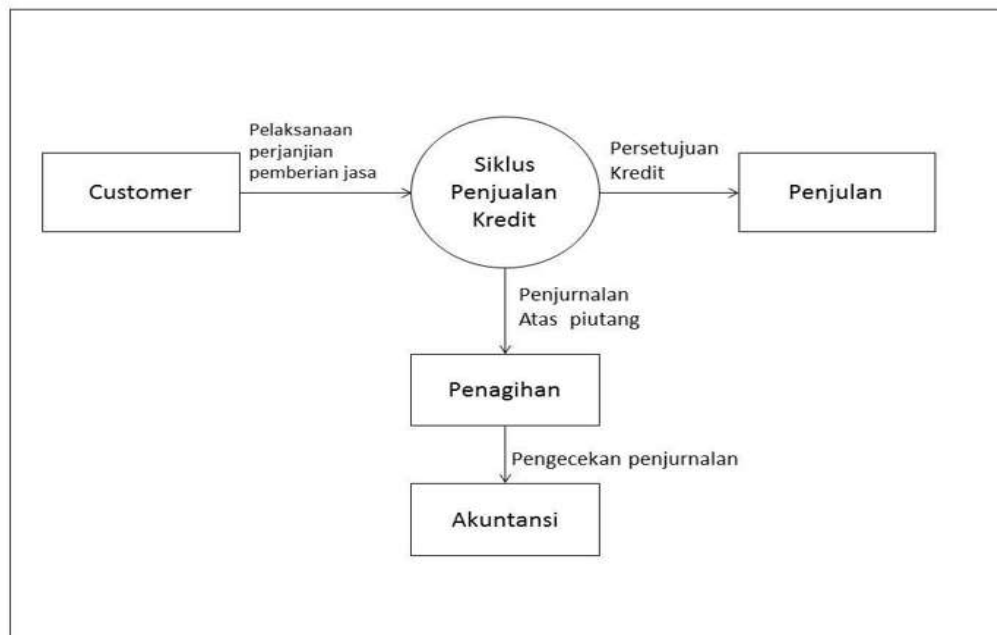 Customer
Pelaksanaan
perjanjian
pemberian jasa
Siklus
Penjualan
Kredit
Persetujuan
Kredit
Penjulan
Penjurnalan
Atas piutang
Penagihan
Pengecekan penjurnalan
Akuntansi